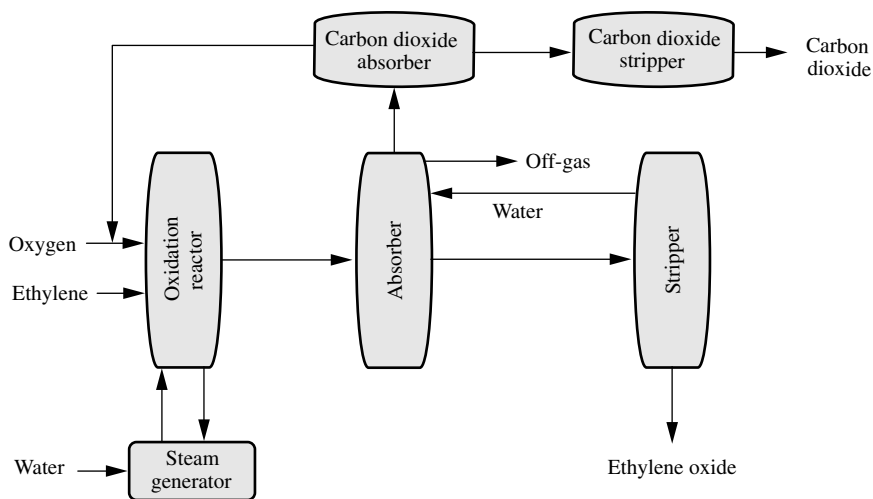 Carbon dioxide
absorber
Carbon dioxide
stripper
Carbon
dioxide
Off-gas
Water
Oxygen
Ethylene
Oxidation
reactor
Absorber
Stripper
Water
Steam
generator
Ethylene oxide